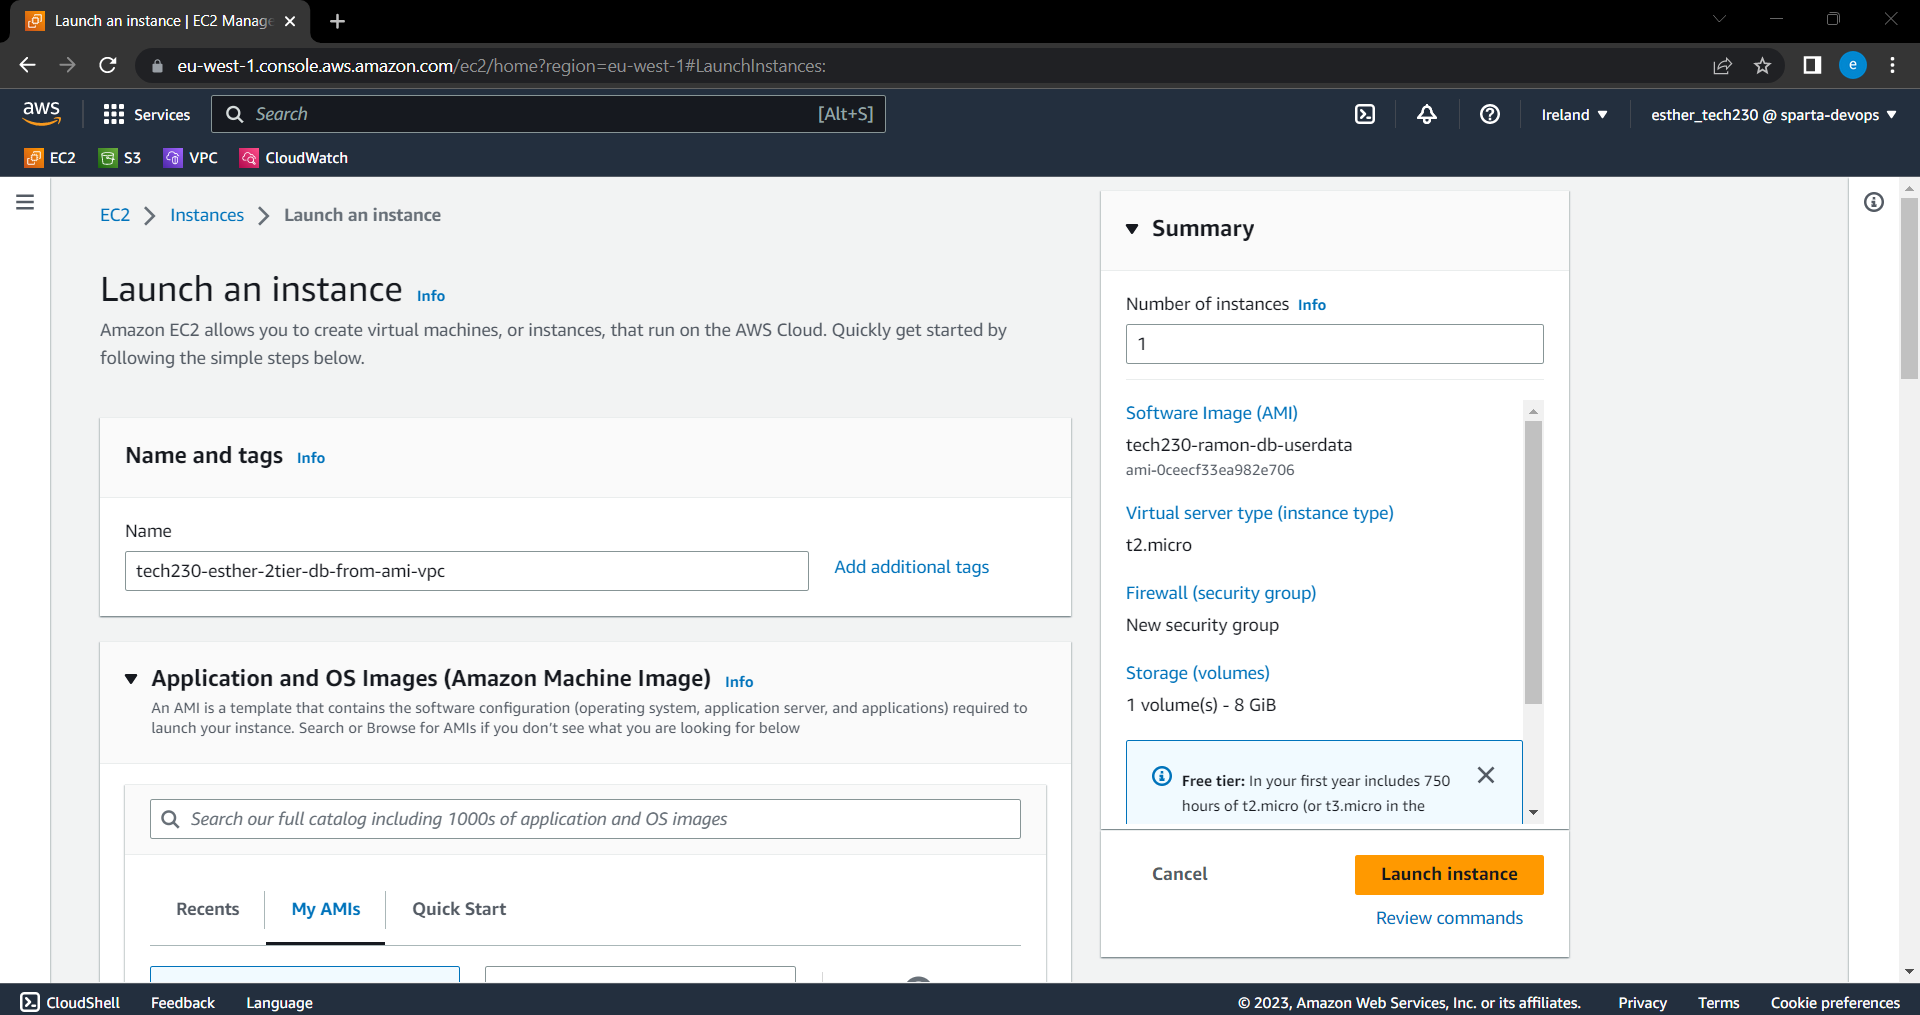 Launch an instance | EC2 Manage
eu-west-1.console.aws.amazon.com/ec2/home?region=eu-west-1#LaunchInstances:
e
aws
Services
Search
[Alt+S]
Ireland
esther_tech230 @ sparta-devops
EC2
S3
VPC
CloudWatch
EC2
Instances
Launch an instance
Launch an instance Info
Amazon EC2 allows you to create virtual machines, or instances, that run on the AWS Cloud. Quickly get started by
following the simple steps below.
Name and tags Info
Name
tech230-esther-2tier-db-from-ami-vpc
Add additional tags
Application and OS Images (Amazon Machine Image) Info
An AMI is a template that contains the software configuration (operating system, application server, and applications) required to
launch your instance. Search or Browse for AMIs if you don't see what you are looking for below
Search our full catalog including 1000s of application and OS images
Recents
My AMIs
Quick Start
Summary
Number of instances Info
1
Software Image (AMI)
tech230-ramon-db-userdata
ami-0ceecf33ea982e706
Virtual server type (instance type)
t2.micro
Firewall (security group)
New security group
Storage (volumes)
1 volume(s) - 8 GiB
Free tier: In your first year includes 750
hours of t2.micro (or t3.micro in the
Cancel
Launch instance
Review commands
CloudShell
Feedback
Language
© 2023, Amazon Web Services, Inc. or its affiliates.
Privacy
Terms
Cookie preferences